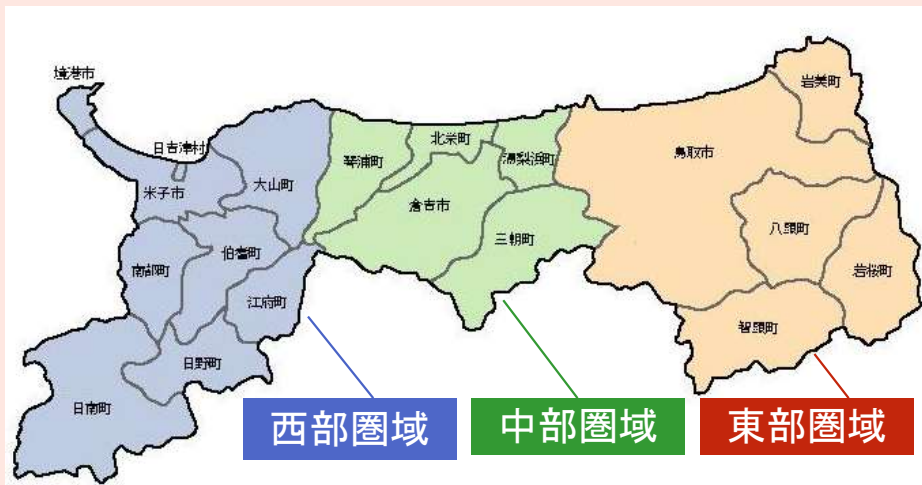 境港市
岩美町
日吉津村
北栄町
琴浦町
湯梨浜町
鳥取市
米子市
大山町
倉吉市
八頭町
三朝町
南部町
伯耆町
若桜町
江府町
智頭町
日野町
日南町
西部圏域
中部圏域
東部圏域